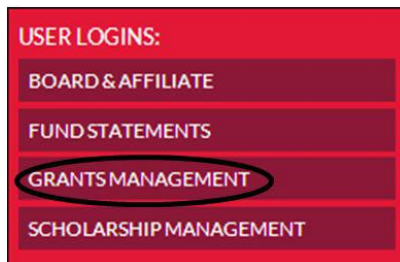 USER LOGINS:
BOARD & AFFILIATE
FUND STATEMENTS
GRANTS MANAGEMENT
SCHOLARSHIP MANAGEMENT